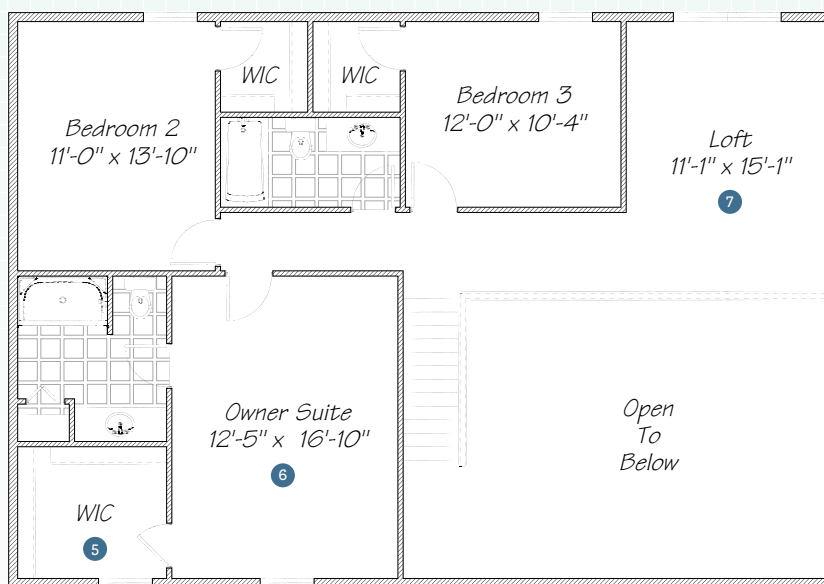 WIC
WIC
Bedroom 2
11'-0" x 13'-10"
Bedroom 3
12'-0" x 10'-4"
Loft
11'-1" x 15'-1"
7
Owner Suite
12'-5" x 16'-10"
6
Open
To
Below
WIC
5